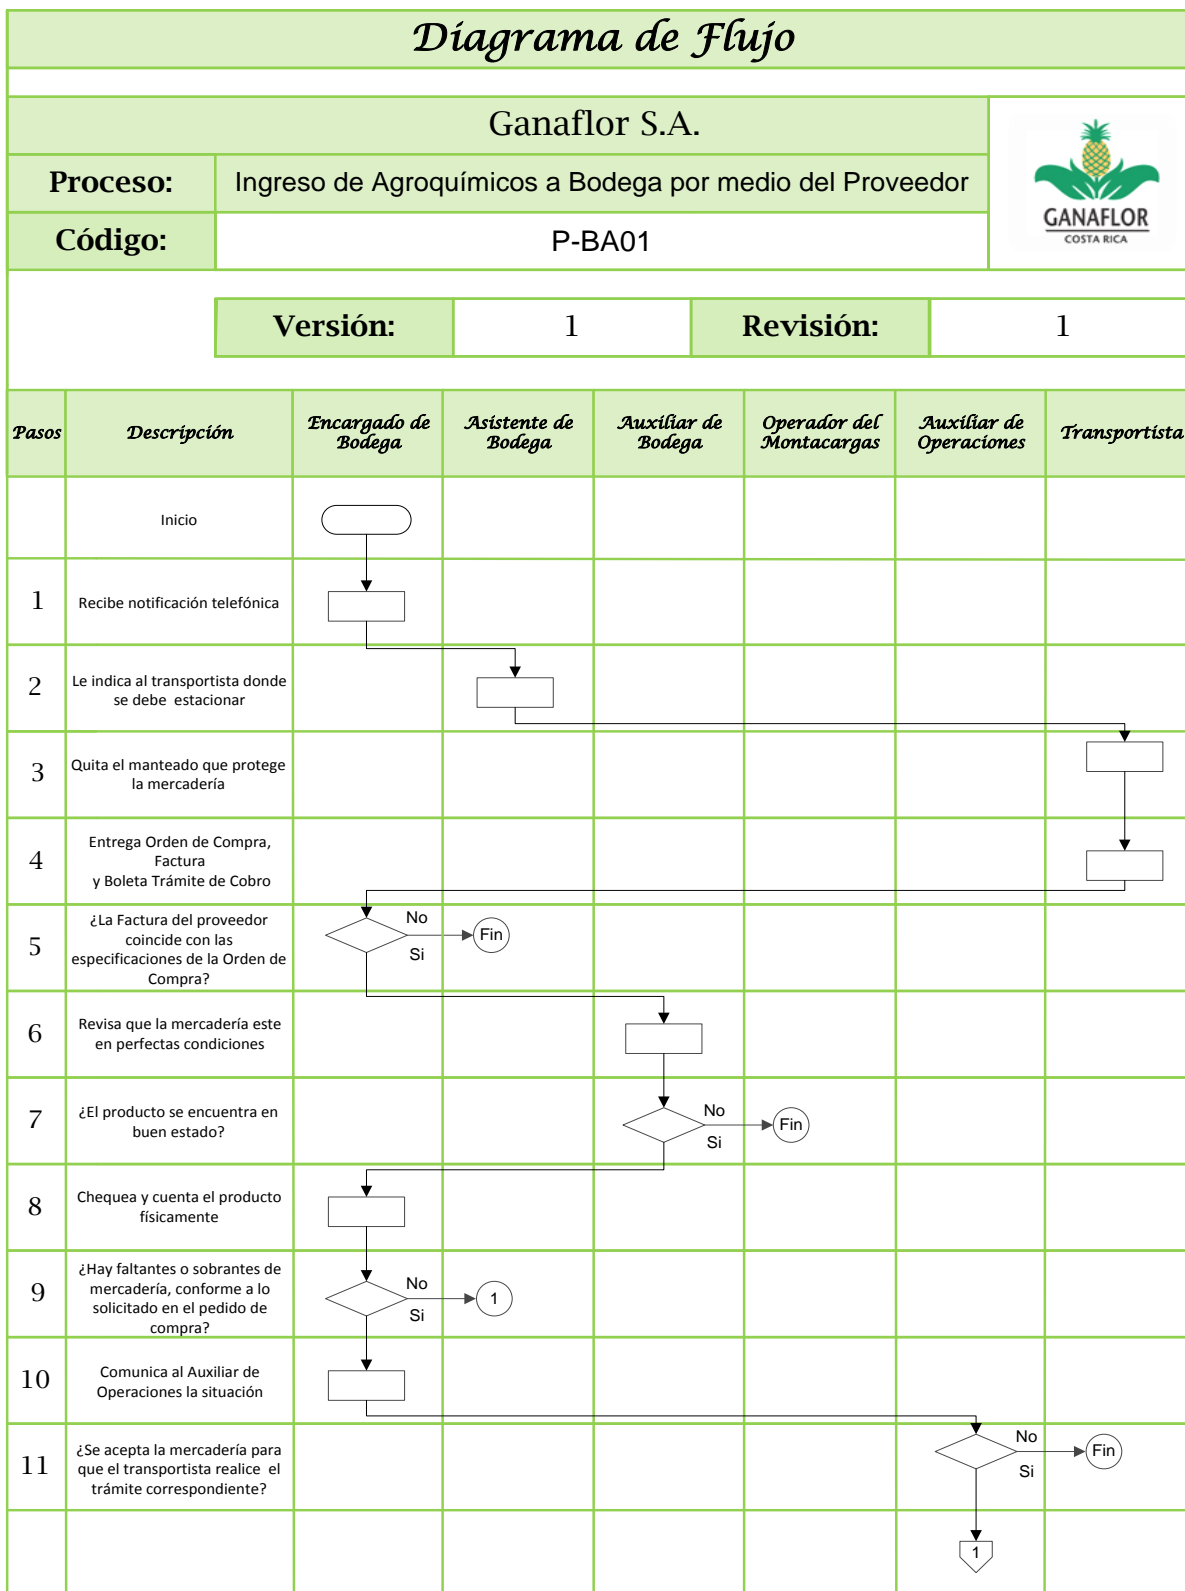 Diagrama de Flujo
Ganaflor S.A.
Proceso:
Ingreso de Agroquímicos a Bodega por medio del Proveedor
GANAFLOR
COSTA RICA
Código:
P-BA01
Versión:
1
Revisión:
1
Pasos
Descripción
Encargado de
Bodega
Asistente de
Bodega
Auxiliar de
Bodega
Operador del
Montacargas
Auxiliar de
Operaciones
Transportista
Inicio
1
Recibe notificación telefónica
2
Le indica al transportista donde
se debe estacionar
3
Quita el manteado que protege
la mercadería
4
Entrega Orden de Compra,
Factura
y Boleta Trámite de Cobro
5
¿La Factura del proveedor
coincide con las
especificaciones de la Orden de
Compra?
No
Si
Fin
6
Revisa que la mercadería este
en perfectas condiciones
7
¿El producto se encuentra en
buen estado?
No
Si
Fin
8
Chequea y cuenta el producto
físicamente
9
¿Hay faltantes o sobrantes de
mercadería, conforme a lo
solicitado en el pedido de
compra?
No
Si
1
10
Comunica al Auxiliar de
Operaciones la situación
11
¿Se acepta la mercadería para
que el transportista realice el
trámite correspondiente?
No
Si
Fin
1